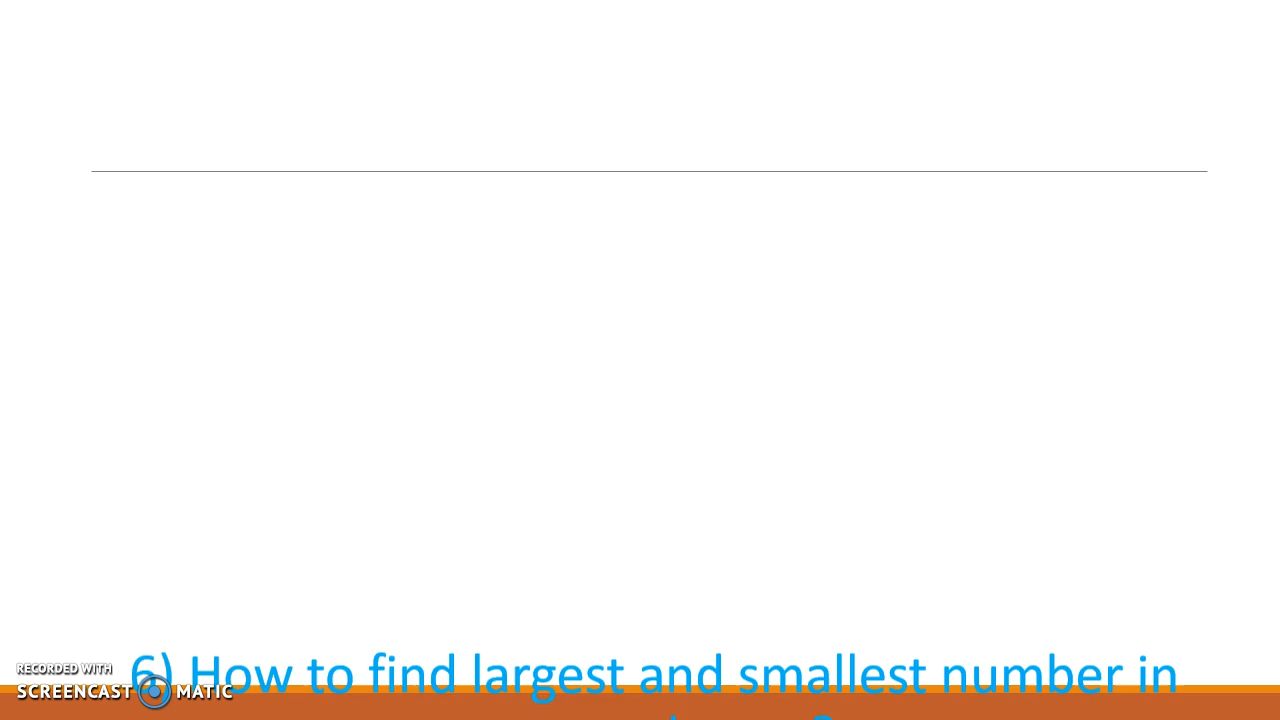 6) How to find largest and smallest number in
RECORDED WITH
SCREENCAST MATIC